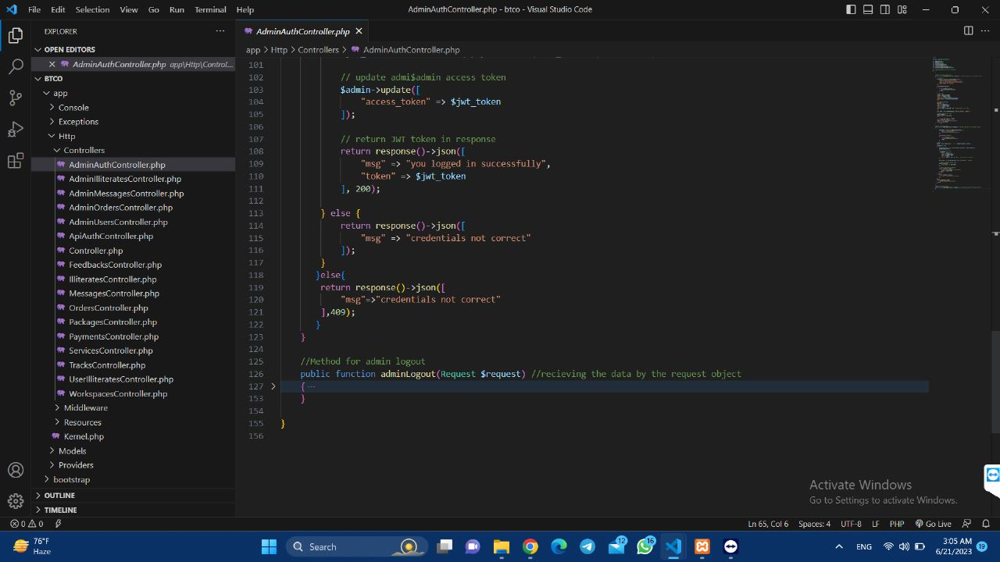 File Edit Selection View Go Run Terminal Help
AdminAuthController.php - btco - Visual Studio Code
EXPLORER
OPEN EDITORS
AdminAuthController.php app\Http\Control...
BTCO
app
Console
Exceptions
Http
Controllers
AdminAuthController.php
AdminIlliteratesController.php
AdminMessagesController.php
AdminOrdersController.php
AdminUsersController.php
ApiAuthController.php
Controller.php
FeedbacksController.php
IlliteratesController.php
MessagesController.php
OrdersController.php
PackagesController.php
PaymentsController.php
ServicesController.php
TracksController.php
UserIlliteratesController.php
WorkspacesController.php
Middleware
Resources
Kernel.php
Models
Providers
bootstrap
OUTLINE
TIMELINE
AdminAuthController.php
app > Http > Controllers > AdminAuthController.php
101
102 // update apui$admin access token
103 $admin->update([
104 "access_token" => $jwt_token
105 ]);
106
107 // return JWT token in response
108 return response()->json([
109 "msg" => "you logged in successfully",
110 "token"=> $jwt_token
111 ], 200);
112
113 } else {
114 return response()->json([
115 "msg" => "credentials not correct"
116 ]);
117 }
118 }else{
119 return response()->json([
120 "msg"=>"credentials not correct"
121 ],409);
122 }
123 }
124
125 //Method for admin logout
126 public function adminLogout(Request $request) //recieving the data by the request object
127 { ...
153 }
154
155 }
156
Activate Windows
Go to Settings to activate Windows.
0 0
Ln 65, Col 6 Spaces: 4 UTF-8 LF PHP Go Live
76°F
Haze
Search
12
16
ENG
3:05 AM
6/21/2023
19